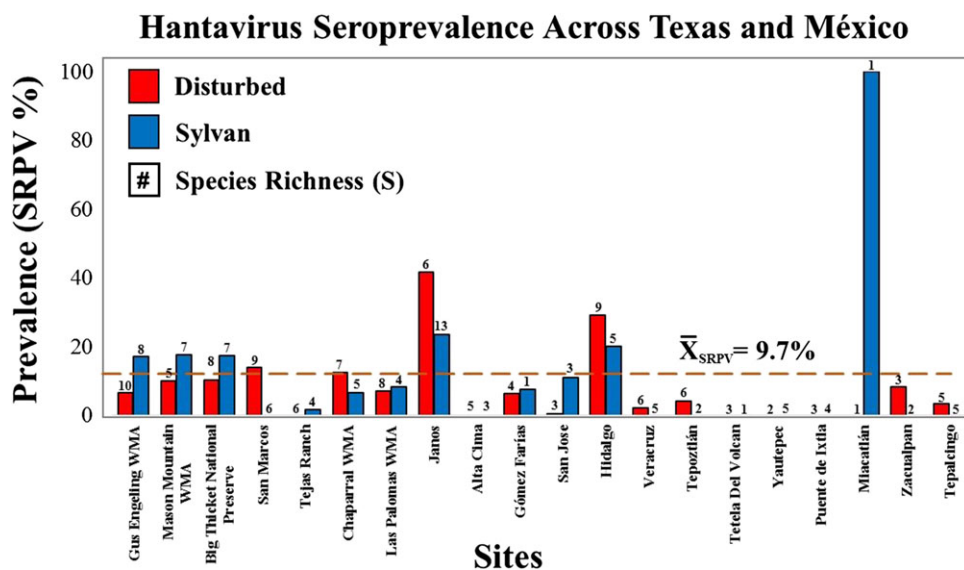 Hantavirus Seroprevalence Across Texas and México
Prevalence (SRPV %)
100
80
60
40
20
0
Disturbed
Sylvan
# Species Richness (S)
X̄SRPV= 9.7%
10 8 5 7 8 7 9 6 6 4 7 5 8 4 6 13 5 3 4 1 3 3 9 5 6 5 6 2 3 1 2 5 3 4 1 1 3 2 5 5
Gus Engeling WMA
Mason Mountain
WMA
Big Thicket National
Preserve
San Marcos
Tejas Ranch
Chaparral WMA
Las Palomas WMA
Janos
Alta Cima
Gómez Farías
San Jose
Hidalgo
Veracruz
Tepoztlán
Tetela Del Volcan
Yautepec
Puente de Ixtla
Miacatlán
Zacualpan
Tepalcingo
Sites